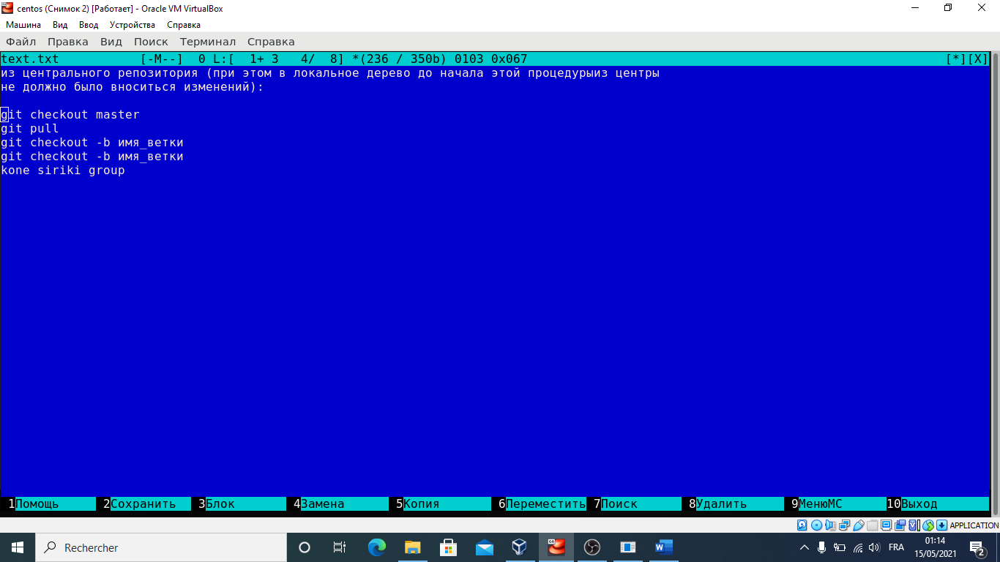 centos (Снимок 2) [Работает] - Oracle VM VirtualBox
Машина Вид Ввод Устройства Справка
Файл Правка Вид Поиск Терминал Справка
text.txt [-M--] 0 L:[ 1+ 3 4/ 8] *(236 / 350b) 0103 0x067 [*][X]
из центрального репозитория (при этом в локальное дерево до начала этой процедурыиз центры
не должно было вноситься изменений):
git checkout master
git pull
git checkout -b имя_ветки
git checkout -b имя_ветки
kone siriki group
1Помощь 2Сохранить 3Блок 4Замена 5Копия 6Переместить 7Поиск 8Удалить 9МенюМС 10Выход
APPLICATION
Rechercher
FRA
01:14
15/05/2021
2